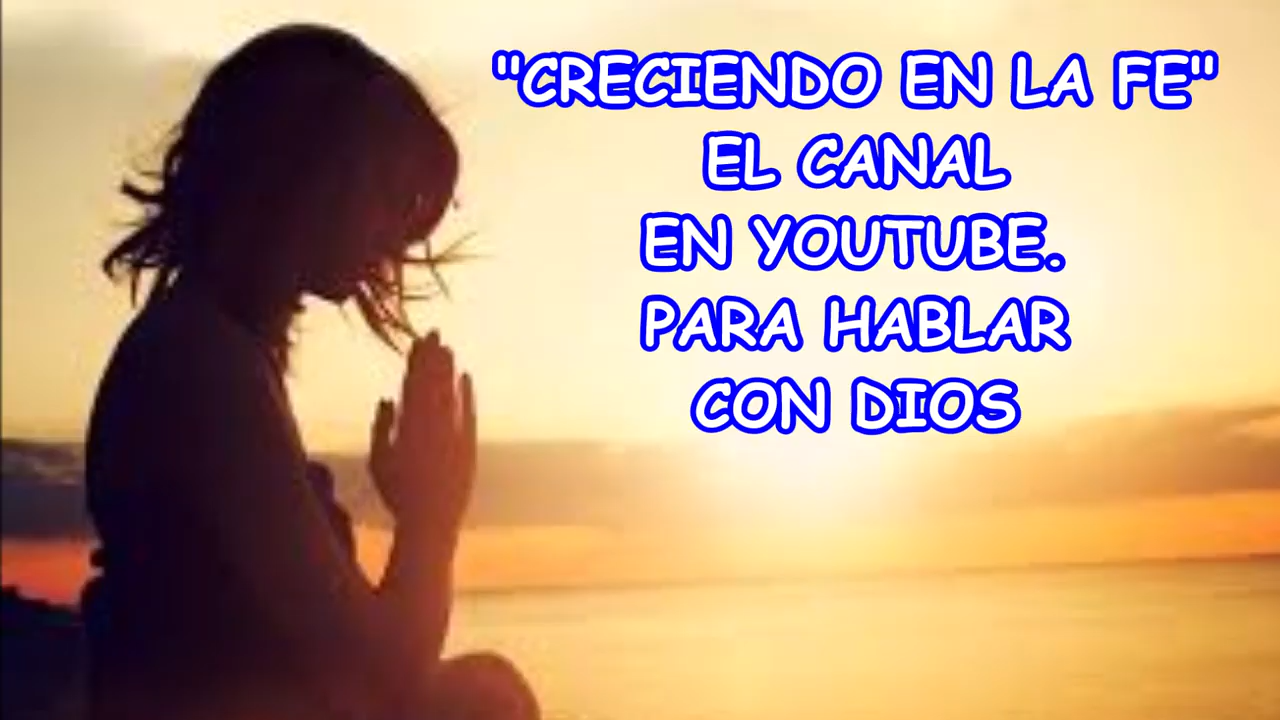 "CRECIENDO EN LA FE"
EL CANAL
EN YOUTUBE.
PARA HABLAR
CON DIOS